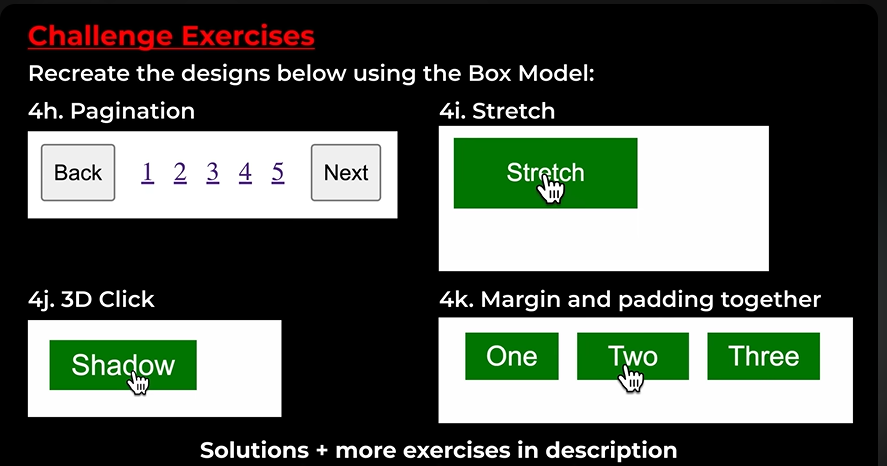 Challenge Exercises
Recreate the designs below using the Box Model:
4h. Pagination
Back 1 2 3 4 5 Next
4i. Stretch
Stretch
4j. 3D Click
Shadow
4k. Margin and padding together
One Two Three
Solutions + more exercises in description